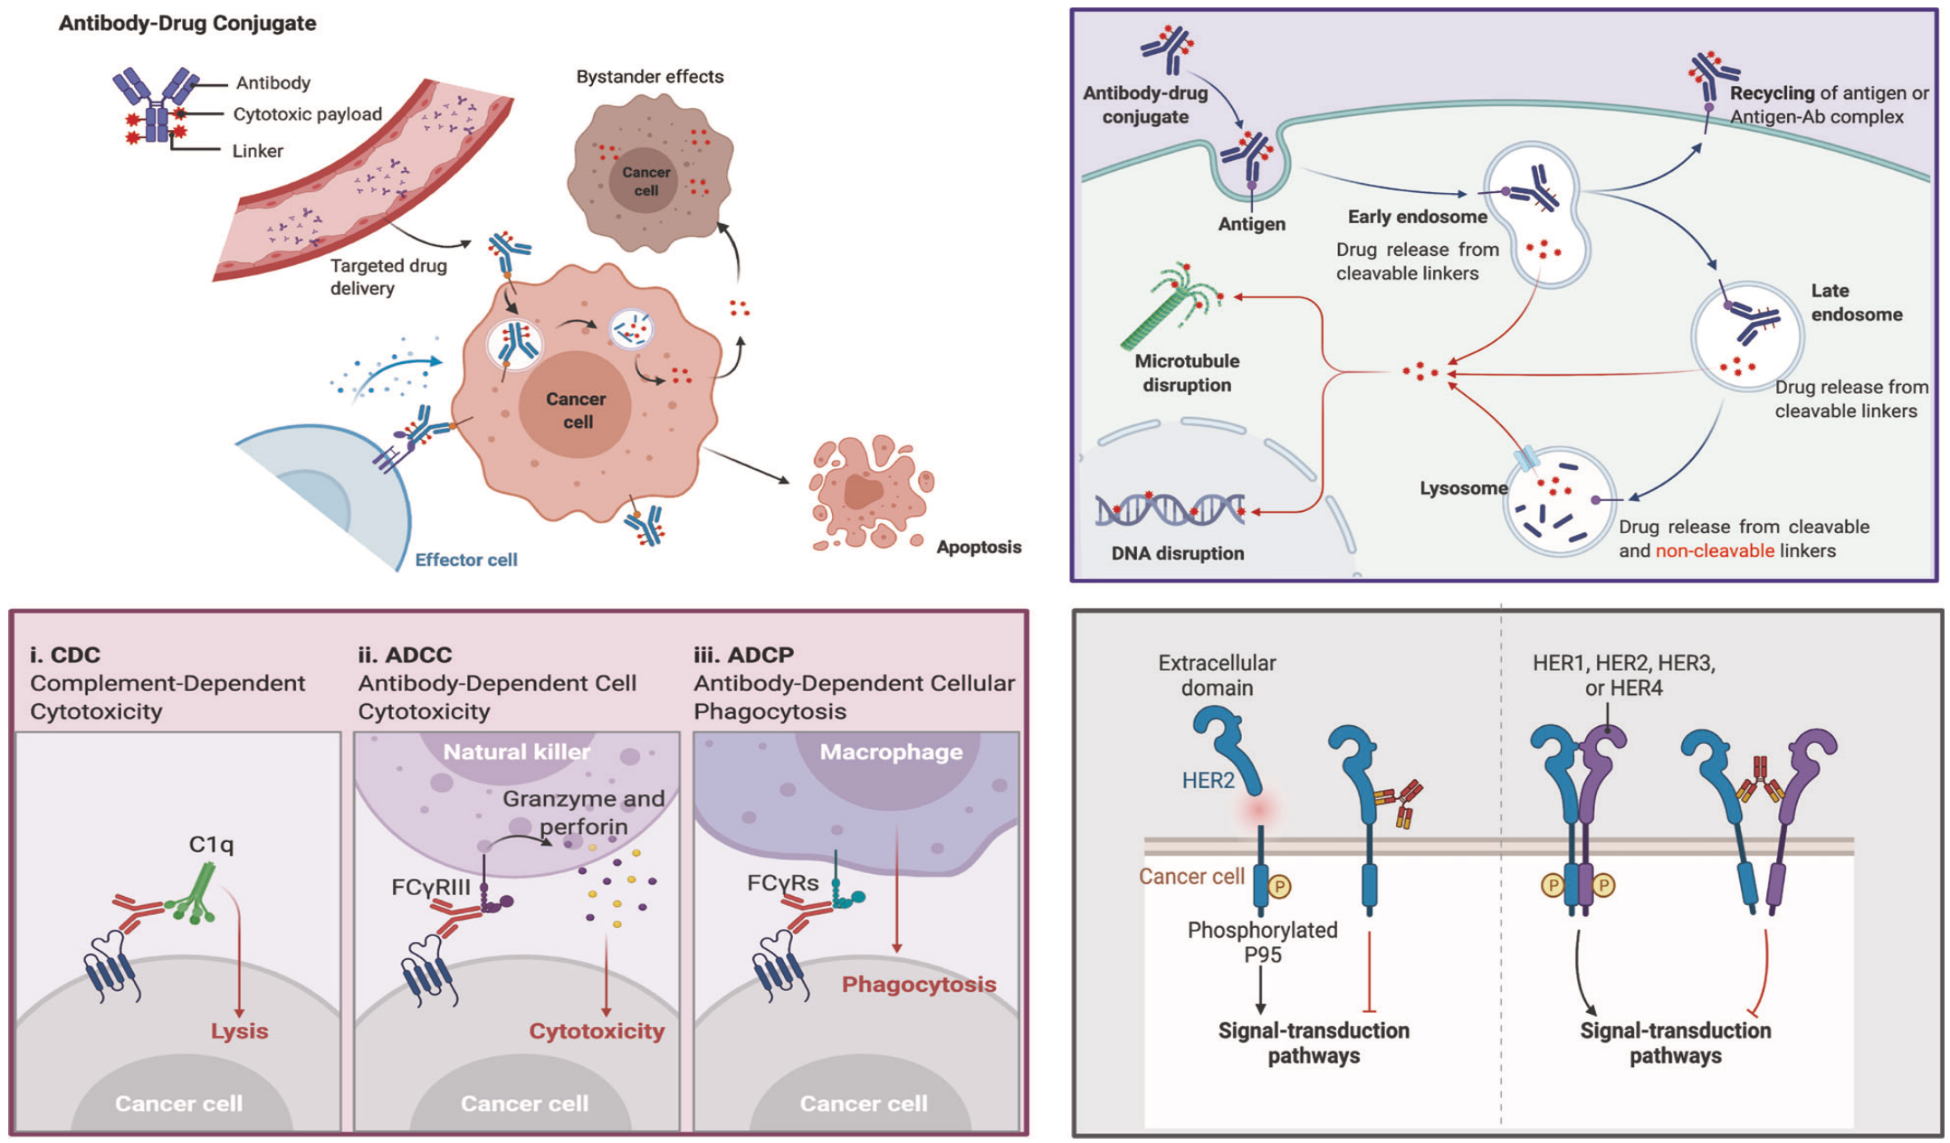 Antibody-Drug Conjugate
Antibody
Cytotoxic payload
Linker
Bystander effects
Cancer
cell
Targeted drug
delivery
Cancer
cell
Effector cell
Apoptosis
Antibody-drug
conjugate
Antigen
Early endosome
Drug release from
cleavable linkers
Recycling of antigen or
Antigen-Ab complex
Late
endosome
Drug release from
cleavable linkers
Microtubule
disruption
Lysosome
Drug release from cleavable
and non-cleavable linkers
DNA disruption
i. CDC
Complement-Dependent
Cytotoxicity
C1q
Lysis
Cancer cell
ii. ADCC
Antibody-Dependent Cell
Cytotoxicity
Natural killer
Granzyme and
perforin
FCγRIII
Cytotoxicity
Cancer cell
iii. ADCP
Antibody-Dependent Cellular
Phagocytosis
Macrophage
FCγRs
Phagocytosis
Cancer cell
Extracellular
domain
HER2
Cancer cell
P
Phosphorylated
P95
Signal-transduction
pathways
HER1, HER2, HER3,
or HER4
P
P
Signal-transduction
pathways